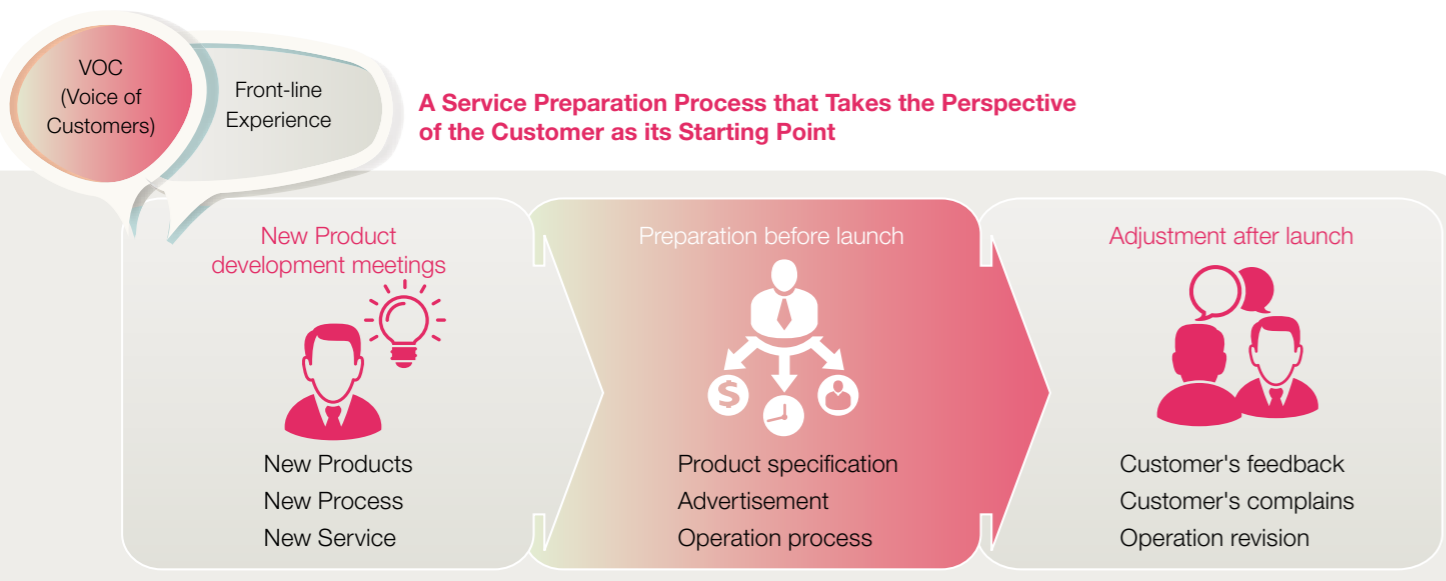 VOC
(Voice of
Customers)
Front-line
Experience
A Service Preparation Process that Takes the Perspective
of the Customer as its Starting Point
New Product
development meetings
New Products
New Process
New Service
Preparation before launch
$
Product specification
Advertisement
Operation process
Adjustment after launch
Customer's feedback
Customer's complains
Operation revision